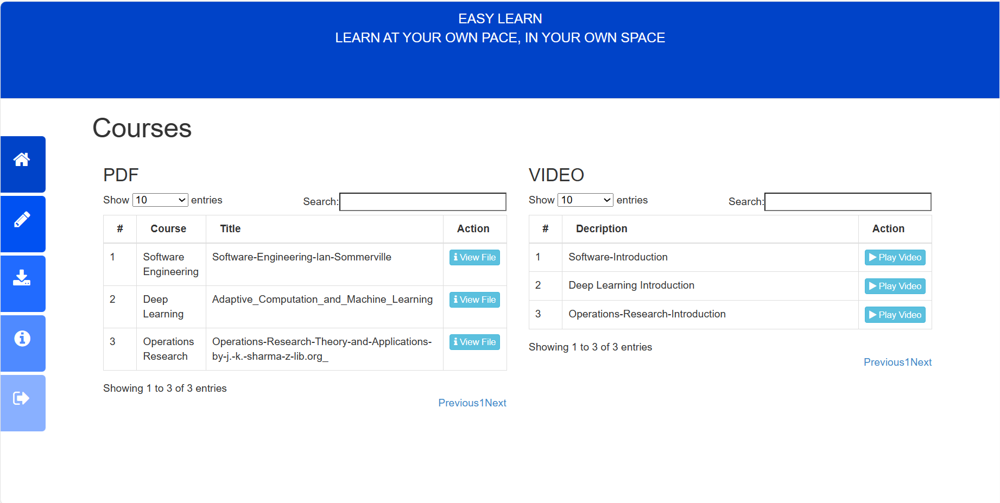 EASY LEARN
LEARN AT YOUR OWN PACE, IN YOUR OWN SPACE
Courses
PDF
Show 10 entries Search:
# Course Title Action
1 Software Engineering Software-Engineering-Ian-Sommerville View File
2 Deep Learning Adaptive_Computation_and_Machine_Learning View File
3 Operations Research Operations-Research-Theory-and-Applications-by-j.-k.-sharma-z-lib.org_ View File
Showing 1 to 3 of 3 entries
Previous1Next
VIDEO
Show 10 entries Search:
# Decription Action
1 Software-Introduction Play Video
2 Deep Learning Introduction Play Video
3 Operations-Research-Introduction Play Video
Showing 1 to 3 of 3 entries
Previous1Next